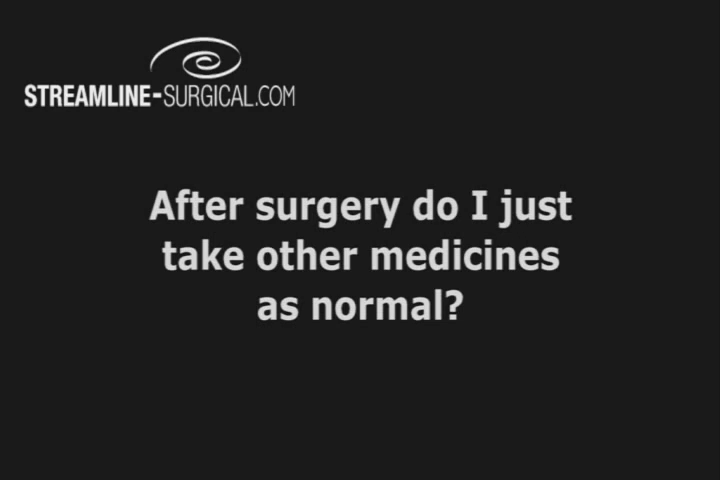 STREAMLINE-SURGICAL.COM
After surgery do I just
take other medicines
as normal?